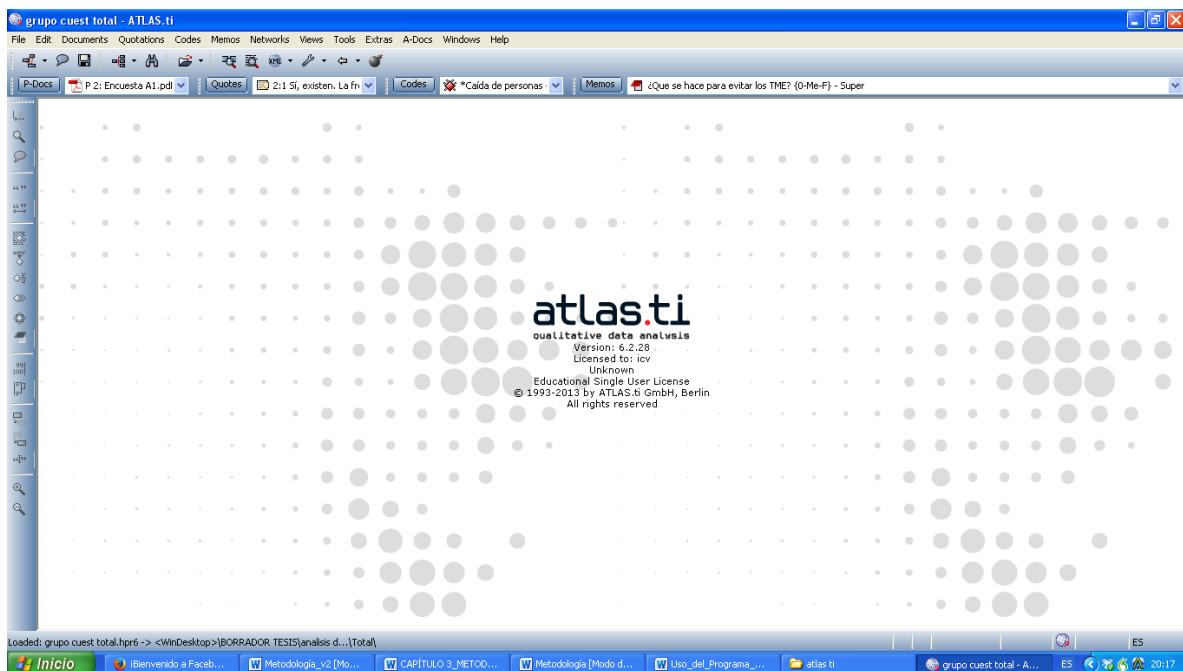 grupo cuest total - ATLAS.ti
File Edit Documents Quotations Codes Memos Networks Views Tools Extras A-Docs Windows Help
P-Docs P 2: Encuesta A1.pdf Quotes 2:1 Sí, existen. La fr Codes *Caída de personas Memos ¿Que se hace para evitar los TME? {0-Me-F} - Super
atlas.ti
qualitative data analysis
Version: 6.2.28
Licensed to: icv
Unknown
Educational Single User License
© 1993-2013 by ATLAS.ti GmbH, Berlin
All rights reserved
Loaded: grupo cuest total.hpr6 -> <WinDesktop>\BORRADOR TESIS\analisis d...\Total\ ES
Inicio ¡Bienvenido a Faceb... Metodología_v2 [Mo... CAPÍTULO 3_METOD... Metodología [Modo d... Uso_del_Programa_... atlas ti grupo cuest total - A... ES 20:17